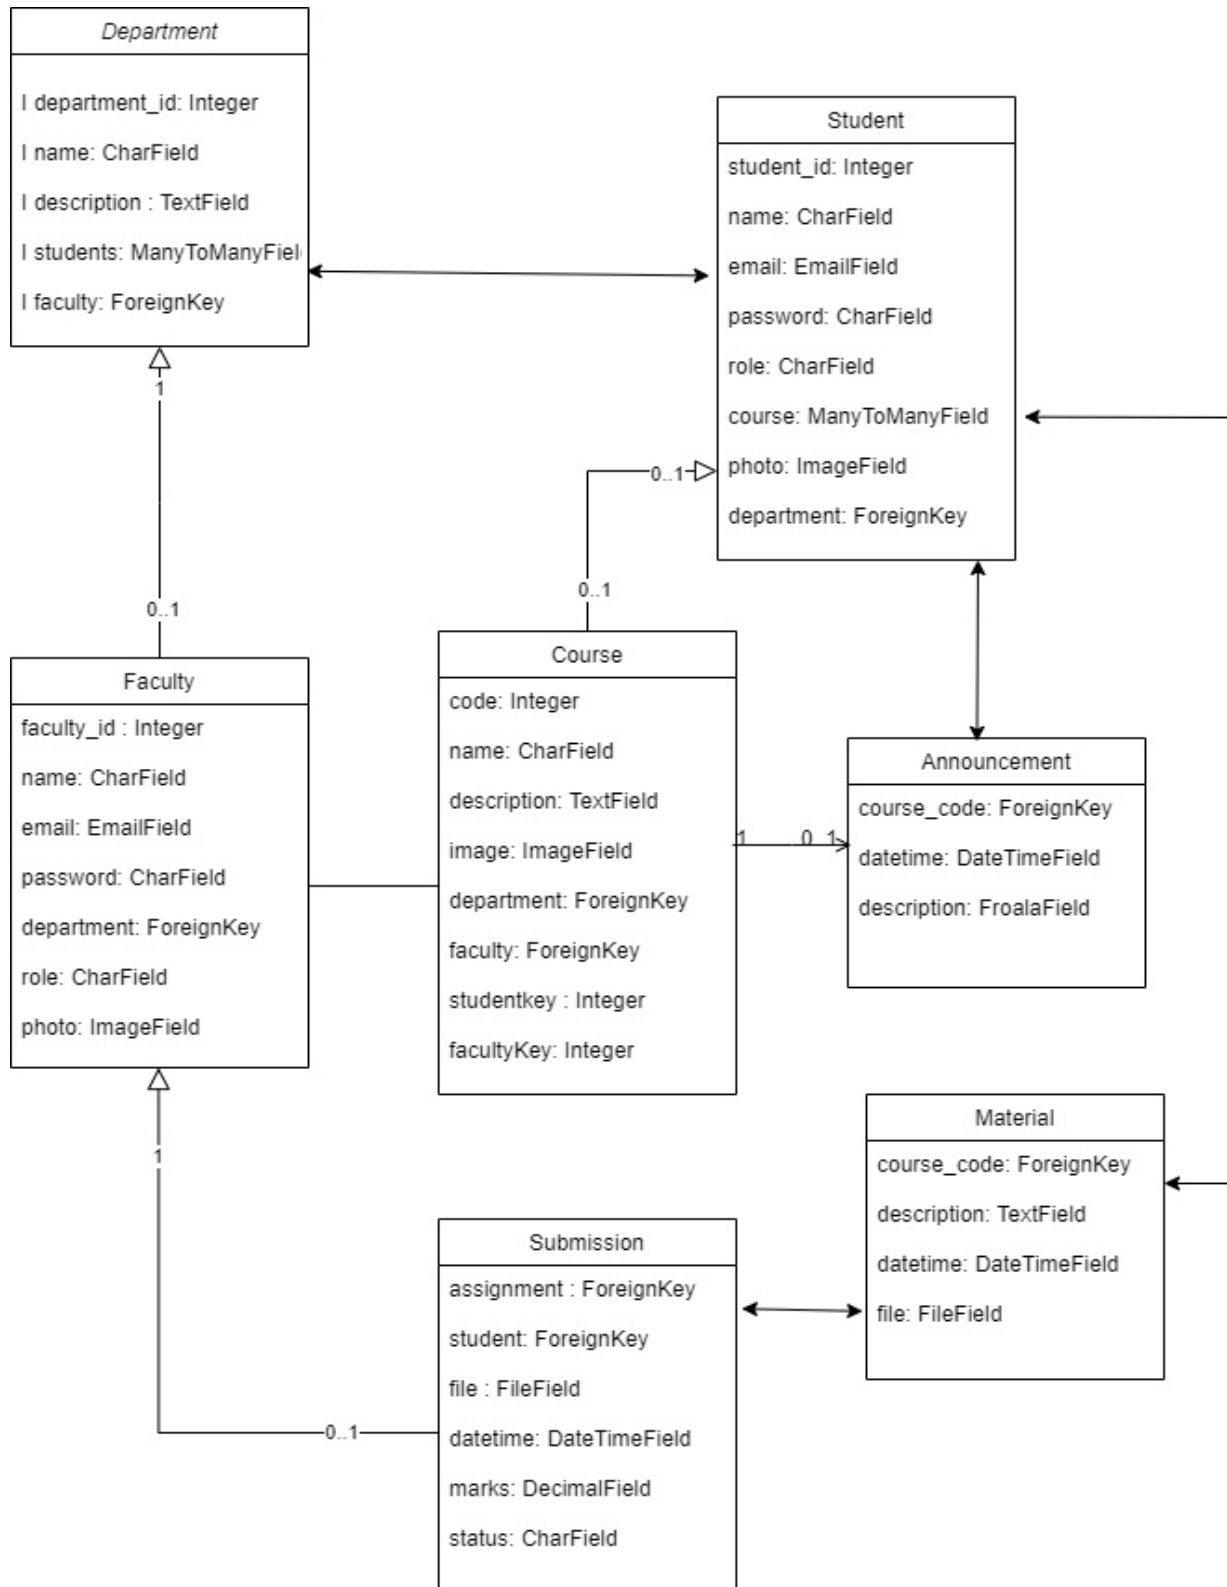 Department
I department_id: Integer
I name: CharField
I description : TextField
I students: ManyToManyFiel
I faculty: ForeignKey
1
0..1
Student
student_id: Integer
name: CharField
email: EmailField
password: CharField
role: CharField
course: ManyToManyField
photo: ImageField
department: ForeignKey
0..1
0..1
Faculty
faculty_id : Integer
name: CharField
email: EmailField
password: CharField
department: ForeignKey
role: CharField
photo: ImageField
Course
code: Integer
name: CharField
description: TextField
image: ImageField
department: ForeignKey
faculty: ForeignKey
studentkey : Integer
facultyKey: Integer
1 0..1
Announcement
course_code: ForeignKey
datetime: DateTimeField
description: FroalaField
Material
course_code: ForeignKey
description: TextField
datetime: DateTimeField
file: FileField
1
0..1
Submission
assignment : ForeignKey
student: ForeignKey
file : FileField
datetime: DateTimeField
marks: DecimalField
status: CharField